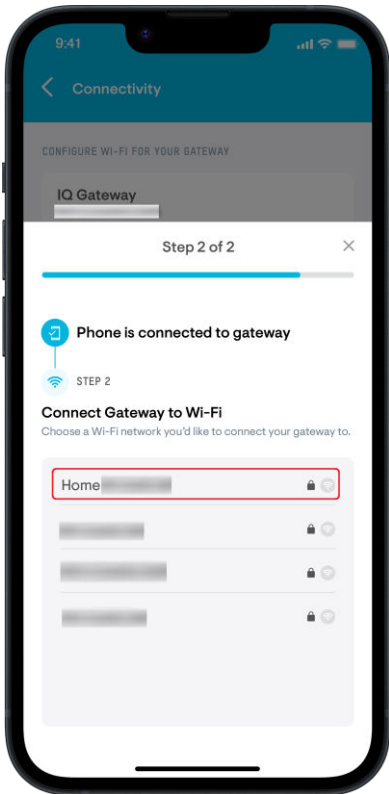 9:41
Connectivity
CONFIGURE WI-FI FOR YOUR GATEWAY
IQ Gateway
Step 2 of 2
Phone is connected to gateway
STEP 2
Connect Gateway to Wi-Fi
Choose a Wi-Fi network you'd like to connect your gateway to.
Home